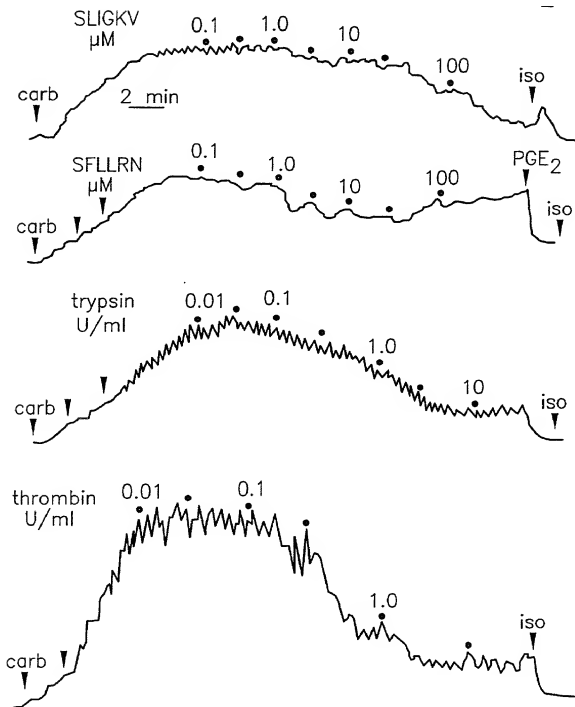 SLIGKV
µM
0.1 1.0 10 100
carb
2 min
iso
SFLLRN
µM
0.1 1.0 10 100
PGE2
carb
iso
trypsin
U/ml
0.01 0.1 1.0 10
carb
iso
thrombin
U/ml
0.01 0.1 1.0
carb
iso